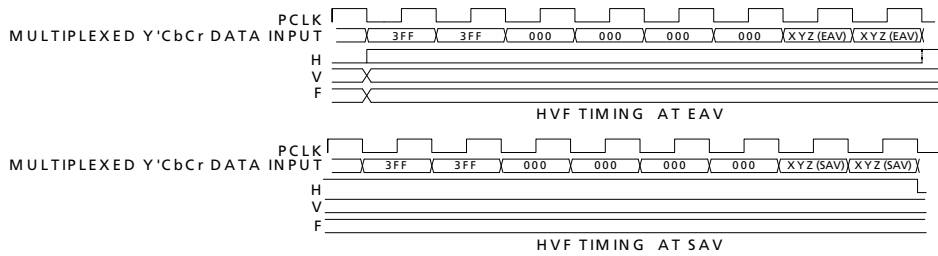 PCLK
MULTIPLEXED Y'CbCr DATA INPUT 3FF 3FF 000 000 000 000 XYZ (EAV) XYZ (EAV)
H
V
F
HVF TIMING AT EAV
PCLK
MULTIPLEXED Y'CbCr DATA INPUT 3FF 3FF 000 000 000 000 XYZ (SAV) XYZ (SAV)
H
V
F
HVF TIMING AT SAV